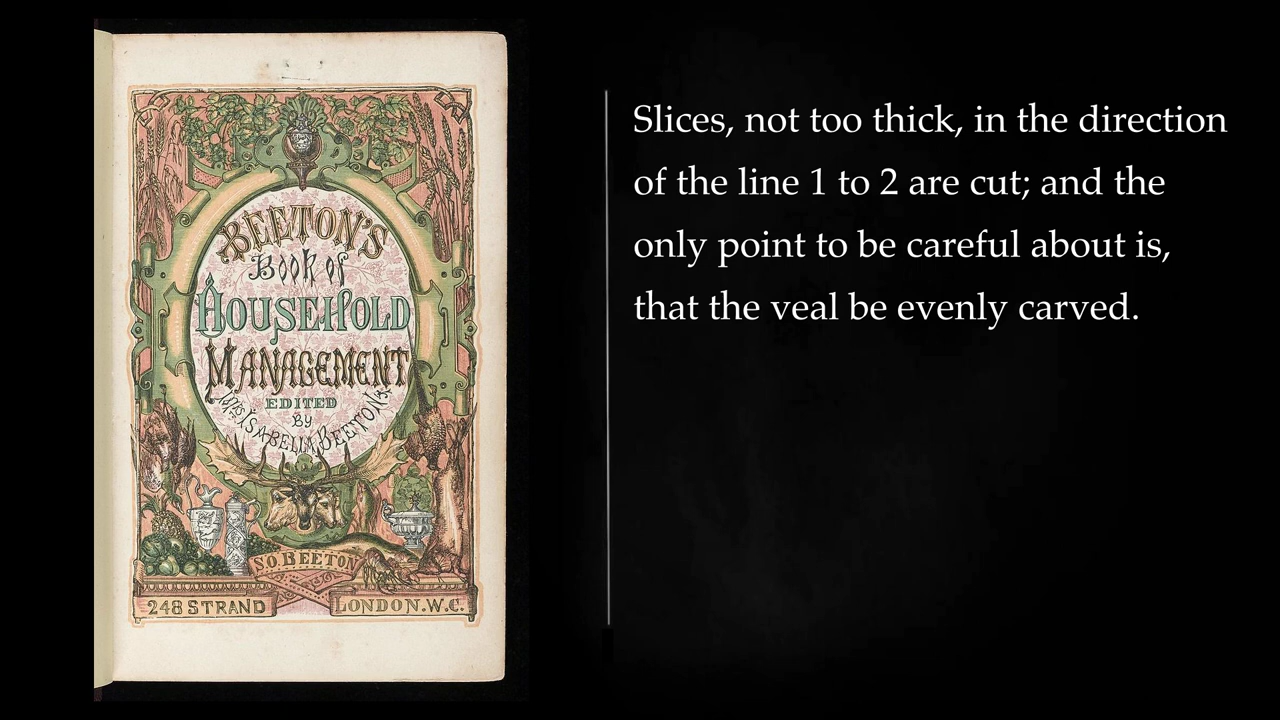 BEETON'S
Book of
HOUSEHOLD
MANAGEMENT
EDITED
BY
MRS ISABELLA BEETON
S.O. BEETON
248 STRAND
LONDON. W.C.
Slices, not too thick, in the direction
of the line 1 to 2 are cut; and the
only point to be careful about is,
that the veal be evenly carved.